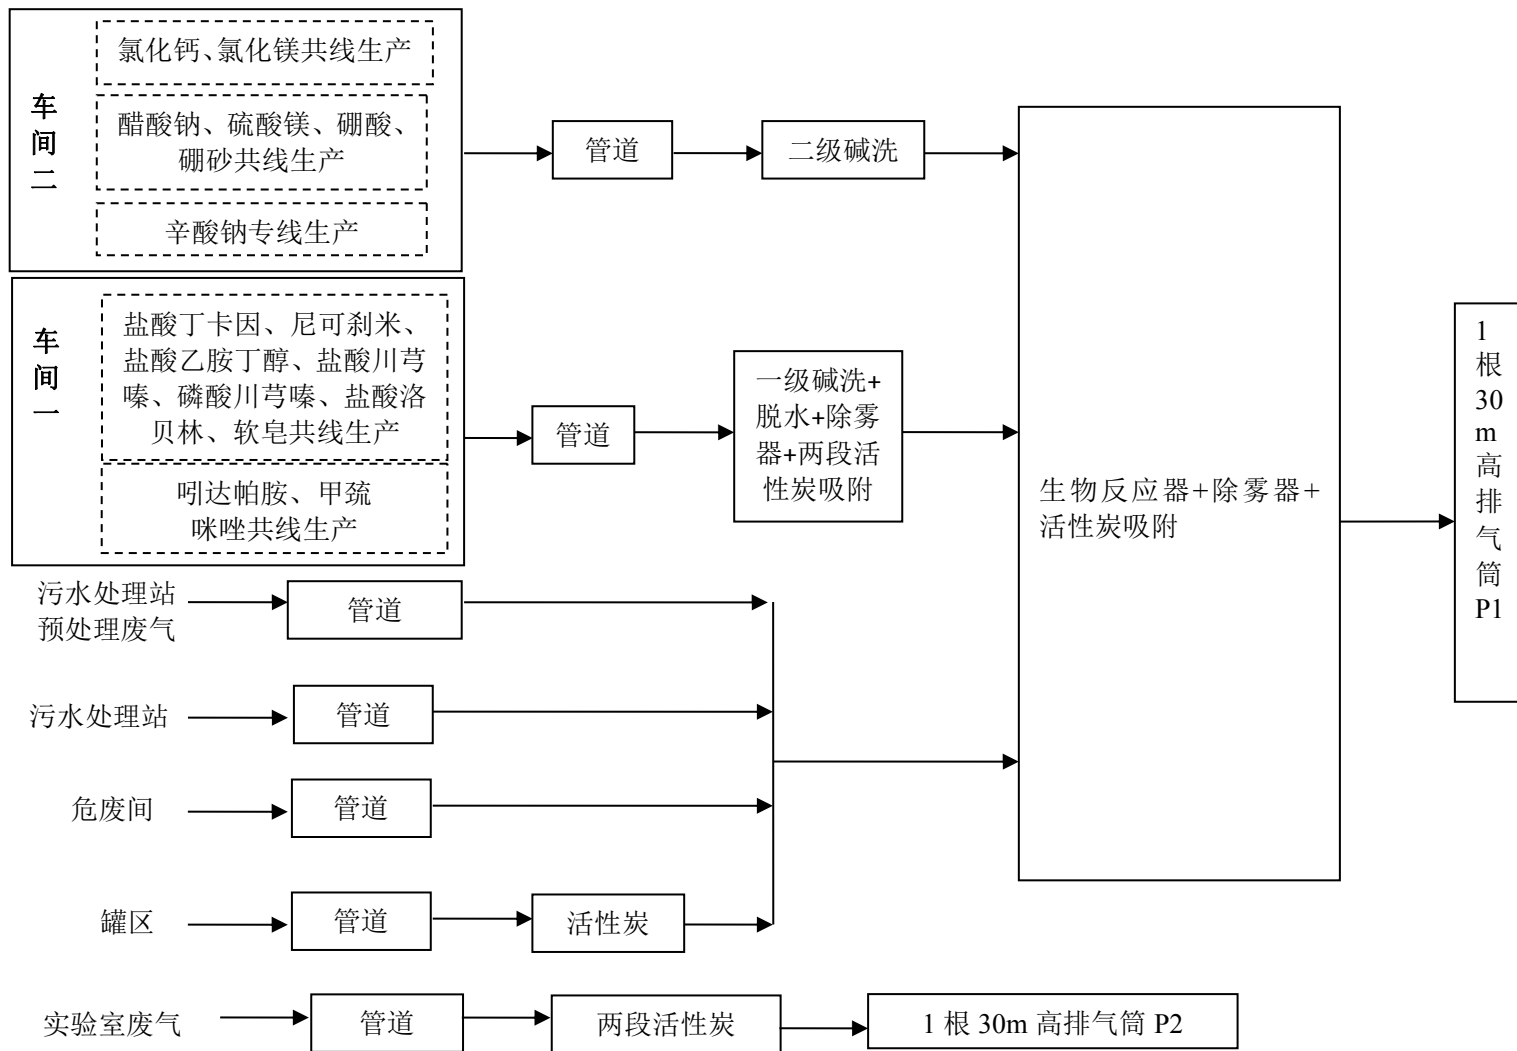 车
间
二
氯化钙、氯化镁共线生产
醋酸钠、硫酸镁、硼酸、
硼砂共线生产
辛酸钠专线生产
管道
二级碱洗
车
间
一
盐酸丁卡因、尼可刹米、
盐酸乙胺丁醇、盐酸川芎
嗪、磷酸川芎嗪、盐酸洛
贝林、软皂共线生产
吲达帕胺、甲巯
咪唑共线生产
管道
一级碱洗+
脱水+除雾
器+两段活
性炭吸附
生物反应器+除雾器+
活性炭吸附
1
根
30
m
高
排
气
筒
P1
污水处理站
预处理废气
管道
污水处理站
管道
危废间
管道
罐区
管道
活性炭
实验室废气
管道
两段活性炭
1 根 30m 高排气筒 P2